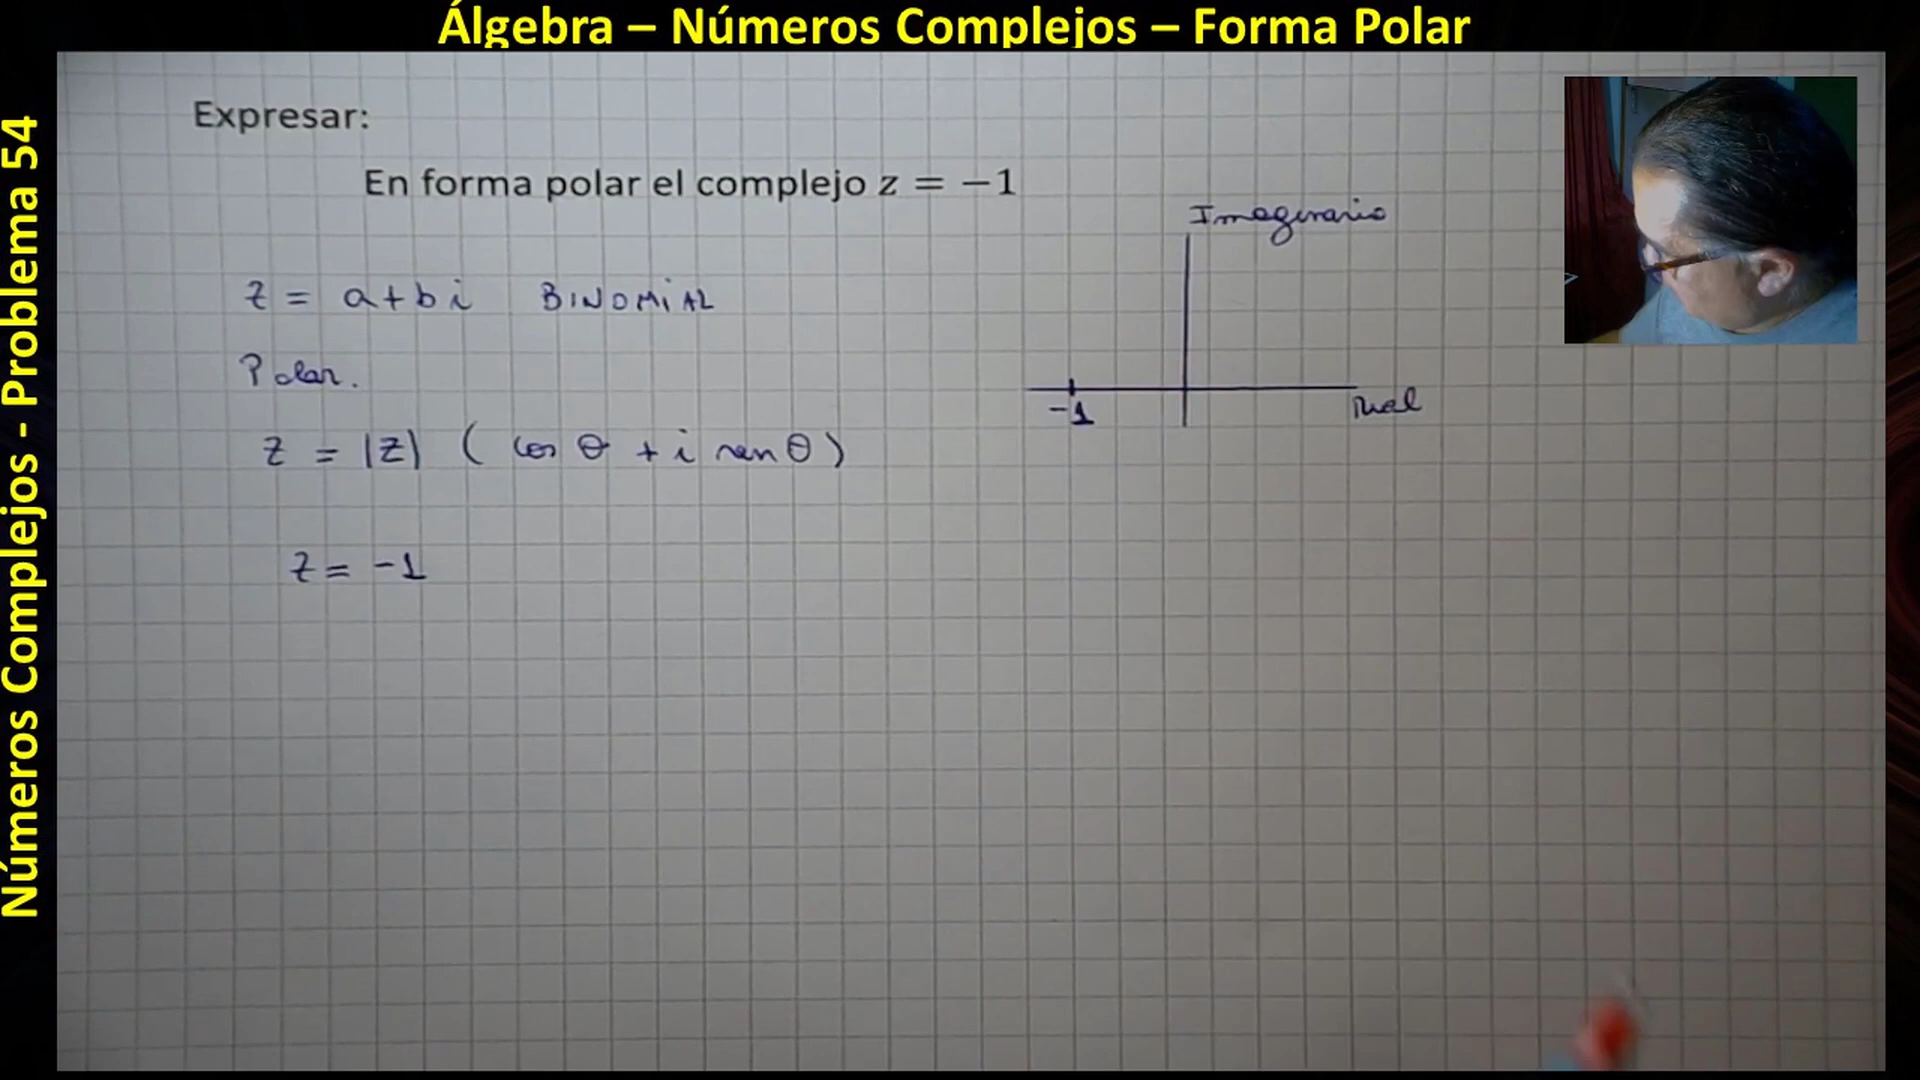 Álgebra – Números Complejos – Forma Polar
Números Complejos - Problema 54
Expresar:
En forma polar el complejo z = −1
Imaginario
z = a+bi BINOMiAL
Polar.
-1
Real
z = |z| ( cos θ + i sen θ )
z = -1